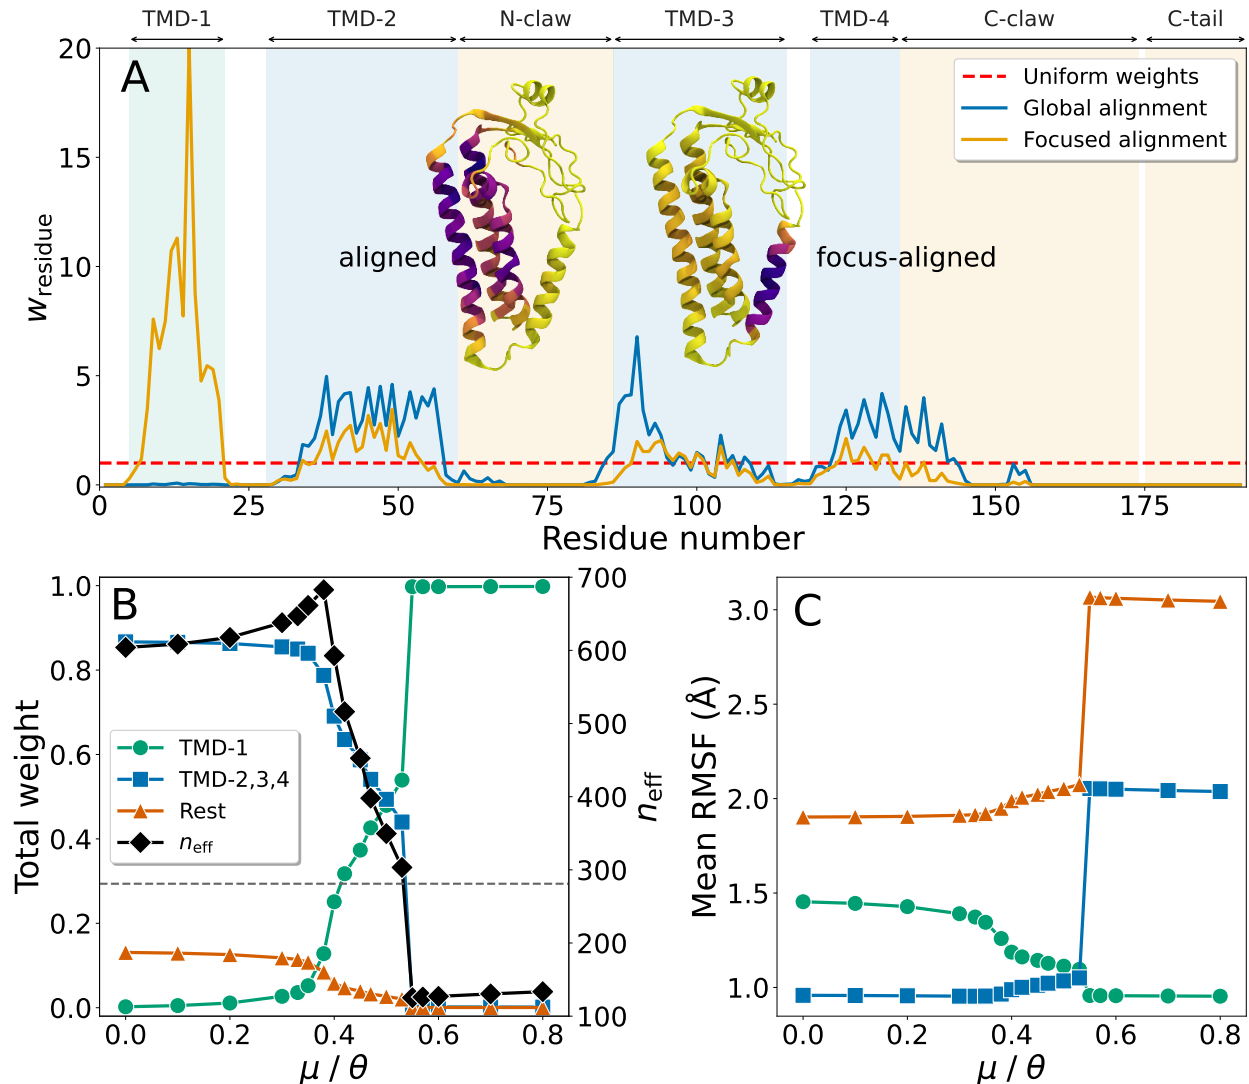 TMD-1 TMD-2 N-claw TMD-3 TMD-4 C-claw C-tail
A
Uniform weights
Global alignment
Focused alignment
aligned
focus-aligned
w_residue
20
15
10
5
0
0 25 50 75 100 125 150 175
Residue number
B
Total weight
1.0
0.8
0.6
0.4
0.2
0.0
TMD-1
TMD-2,3,4
Rest
n_eff
700
600
500
400
300
200
100
n_eff
0.0 0.2 0.4 0.6 0.8
μ / θ
C
Mean RMSF (Å)
3.0
2.5
2.0
1.5
1.0
0.0 0.2 0.4 0.6 0.8
μ / θ